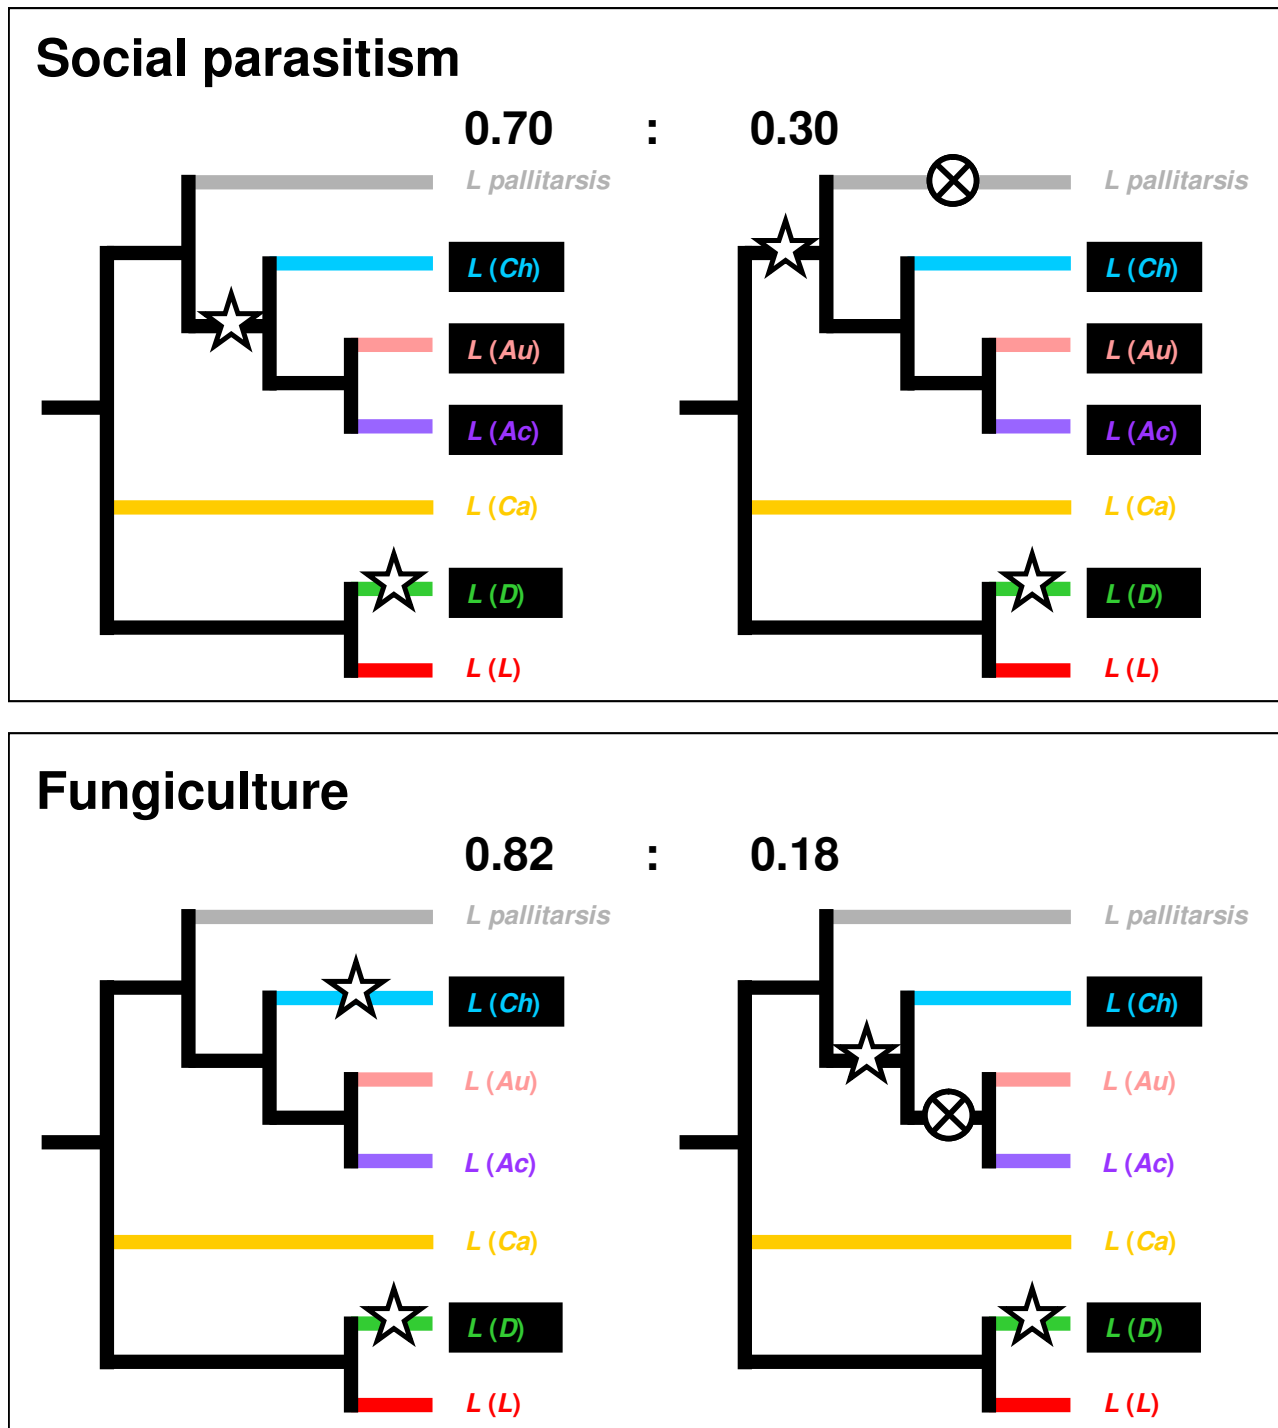 Social parasitism
0.70 : 0.30
L pallitarsis L pallitarsis
L (Ch) L (Ch)
L (Au) L (Au)
L (Ac) L (Ac)
L (Ca) L (Ca)
L (D) L (D)
L (L) L (L)
Fungiculture
0.82 : 0.18
L pallitarsis L pallitarsis
L (Ch) L (Ch)
L (Au) L (Au)
L (Ac) L (Ac)
L (Ca) L (Ca)
L (D) L (D)
L (L) L (L)